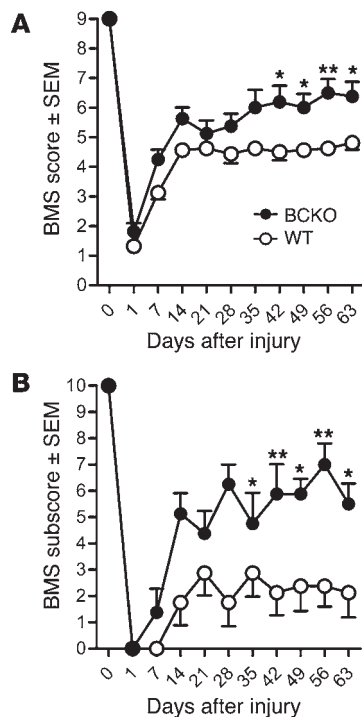 A
BMS score ± SEM
9
8
7
6
5
4
3
2
1
0
* * ** *
BCKO
WT
0 1 7 14 21 28 35 42 49 56 63
Days after injury
B
BMS subscore ± SEM
10
9
8
7
6
5
4
3
2
1
0
* ** * ** *
0 1 7 14 21 28 35 42 49 56 63
Days after injury